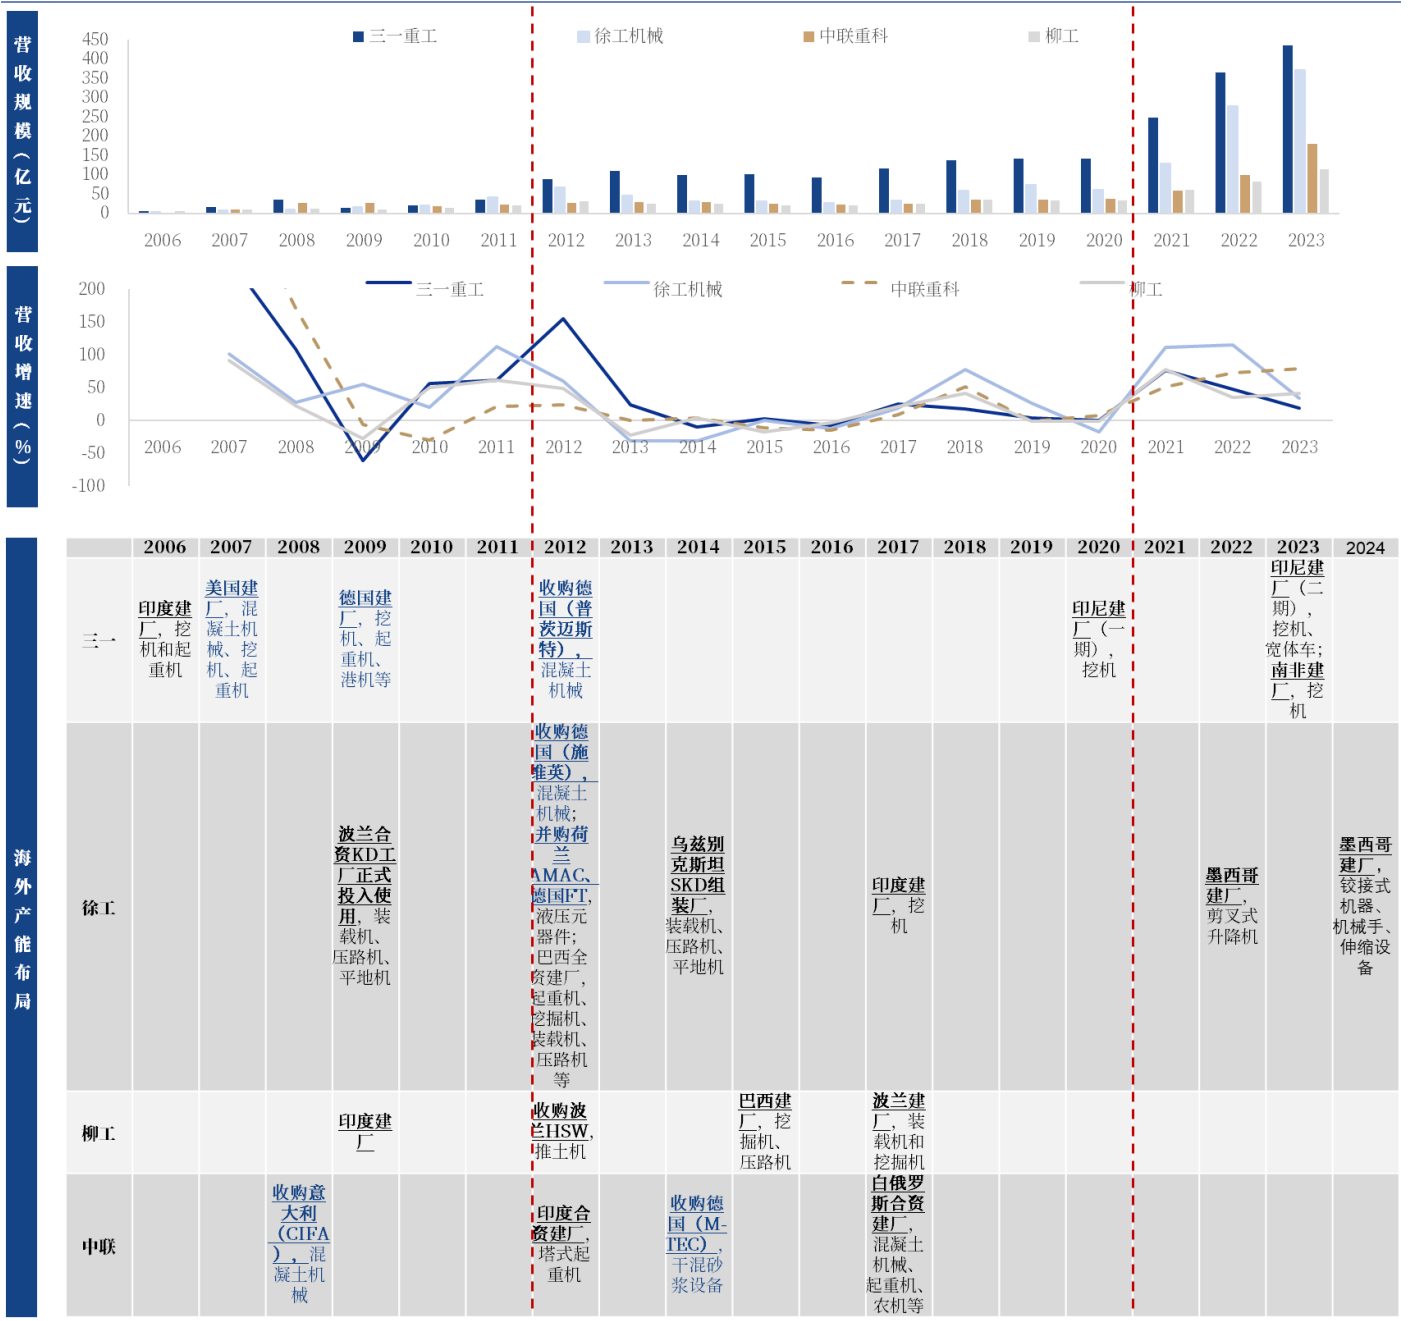 营收规模（亿元）
三一重工 徐工机械 中联重科 柳工
450
400
350
300
250
200
150
100
50
0
2006 2007 2008 2009 2010 2011 2012 2013 2014 2015 2016 2017 2018 2019 2020 2021 2022 2023
营收增速（%）
三一重工 徐工机械 中联重科 柳工
200
150
100
50
0
-50
-100
2006 2007 2008 2009 2010 2011 2012 2013 2014 2015 2016 2017 2018 2019 2020 2021 2022 2023
海外产能布局
2006 2007 2008 2009 2010 2011 2012 2013 2014 2015 2016 2017 2018 2019 2020 2021 2022 2023 2024
三一
印度建
厂，挖
机和起
重机
美国建
厂，混
凝土机
械、挖
机、起
重机
德国建
厂，挖
机、起
重机、
港机等
收购德
国（普
茨迈斯
特），
混凝土
机械
印尼建
厂（一
期），
挖机
印尼建
厂（二
期），
挖机、
宽体车；
南非建
厂，挖
机
徐工
波兰合
资KD工
厂正式
投入使
用，装
载机、
压路机、
平地机
收购德
国（施
维英），
混凝土
机械；
并购荷
兰
AMAC、
德国FT，
液压元
器件；
巴西全
资建厂，
起重机、
挖掘机、
装载机、
压路机
等
乌兹别
克斯坦
SKD组
装厂，
装载机、
压路机、
平地机
印度建
厂，挖
机
墨西哥
建厂，
剪叉式
升降机
墨西哥
建厂，
铰接式
机器、
机械手、
伸缩设
备
柳工
印度建
厂
收购波
兰HSW，
推土机
巴西建
厂，挖
掘机、
压路机
波兰建
厂，装
载机和
挖掘机
中联
收购意
大利
（CIFA
），混
凝土机
械
印度合
资建厂，
塔式起
重机
收购德
国（M-
TEC），
干混砂
浆设备
白俄罗
斯合资
建厂，
混凝土
机械、
起重机、
农机等